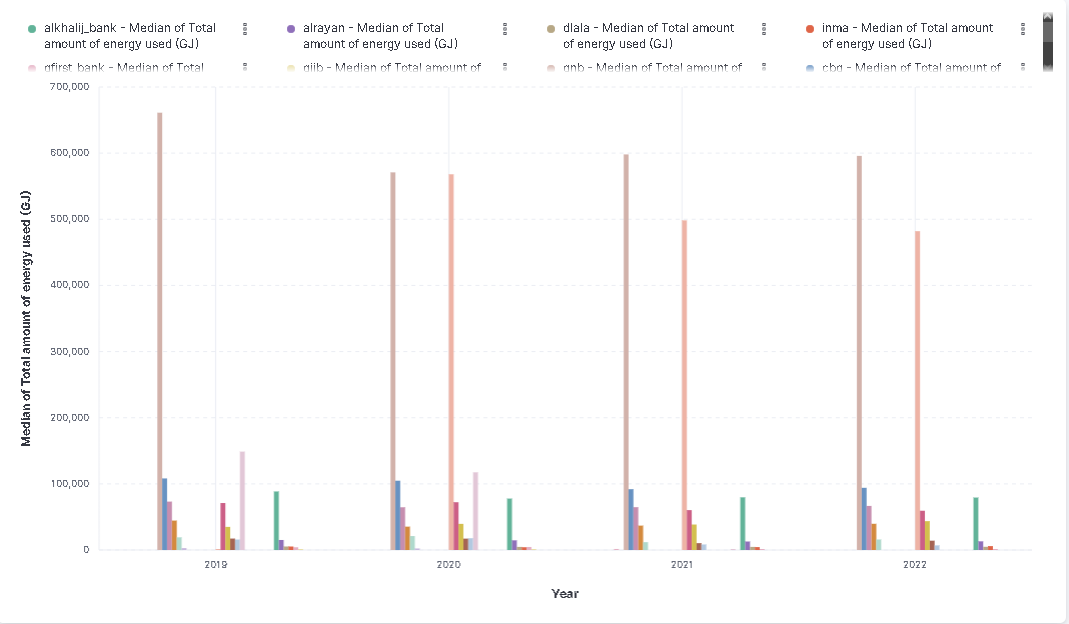 alkhalij_bank - Median of Total
amount of energy used (GJ)
alrayan - Median of Total
amount of energy used (GJ)
dlala - Median of Total amount
of energy used (GJ)
inma - Median of Total amount
of energy used (GJ)
qfirst_bank - Median of Total
qiib - Median of Total amount of
qnb - Median of Total amount of
cbq - Median of Total amount of
700,000
600,000
500,000
400,000
300,000
200,000
100,000
0
Median of Total amount of energy used (GJ)
2019
2020
2021
2022
Year